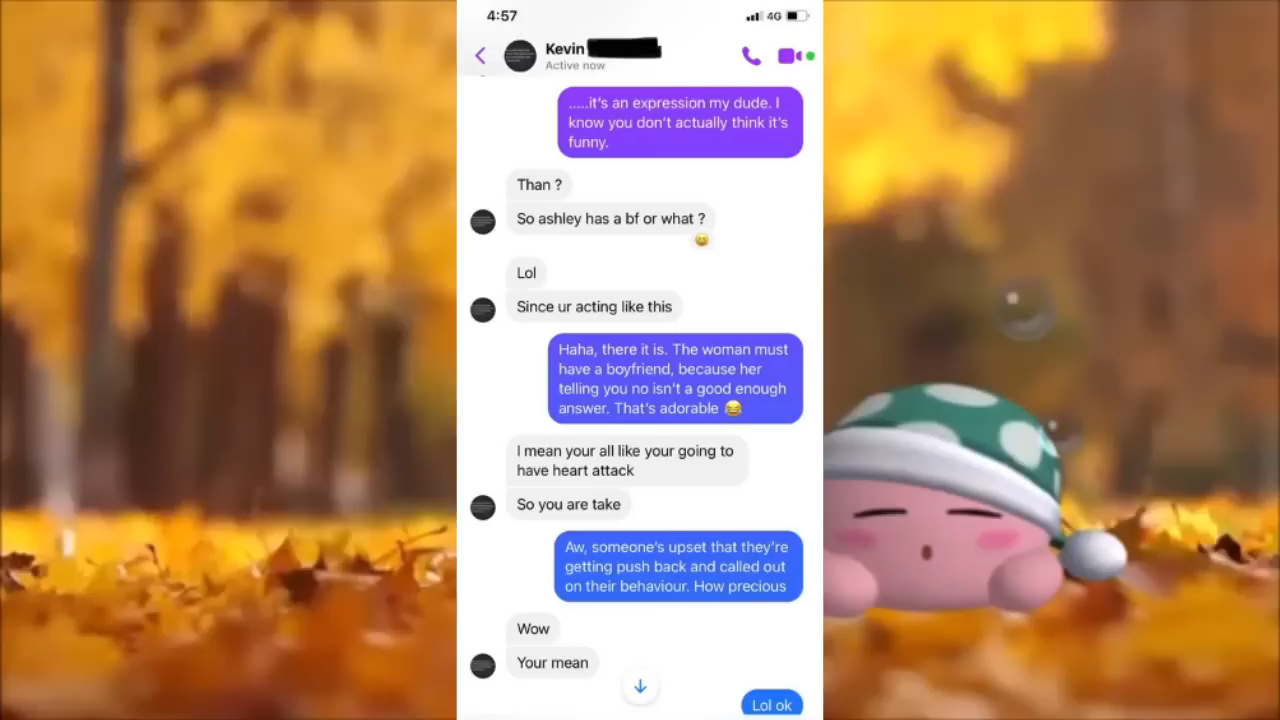 4:57
4G
Kevin
Active now
.....it's an expression my dude. I
know you don't actually think it's
funny.
Than ?
So ashley has a bf or what ?
Lol
Since ur acting like this
Haha, there it is. The woman must
have a boyfriend, because her
telling you no isn't a good enough
answer. That's adorable 😂
I mean your all like your going to
have heart attack
So you are take
Aw, someone's upset that they're
getting push back and called out
on their behaviour. How precious
Wow
Your mean
Lol ok